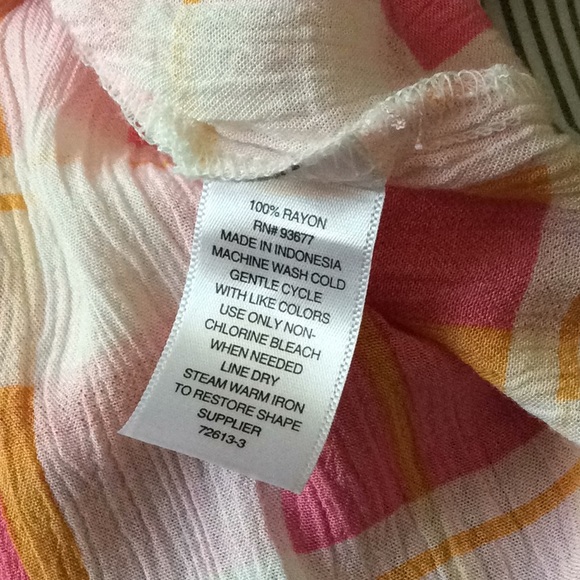 100% RAYON
RN# 93677
MADE IN INDONESIA
MACHINE WASH COLD
GENTLE CYCLE
WITH LIKE COLORS
USE ONLY NON-
CHLORINE BLEACH
WHEN NEEDED
LINE DRY
STEAM WARM IRON
TO RESTORE SHAPE
SUPPLIER
72613-3